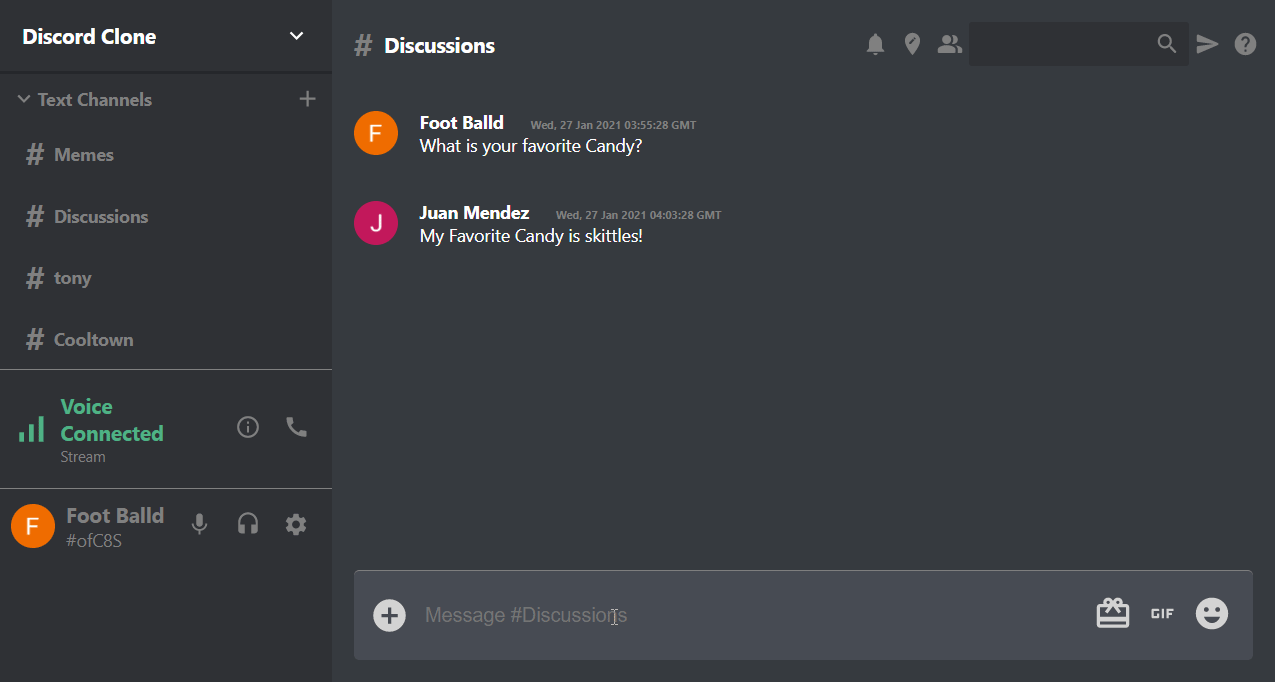 Discord Clone
Text Channels
# Memes
# Discussions
# tony
# Cooltown
Voice
Connected
Stream
F
Foot Balld
#ofC8S
# Discussions
F
Foot Balld Wed, 27 Jan 2021 03:55:28 GMT
What is your favorite Candy?
J
Juan Mendez Wed, 27 Jan 2021 04:03:28 GMT
My Favorite Candy is skittles!
Message #Discussions
GIF